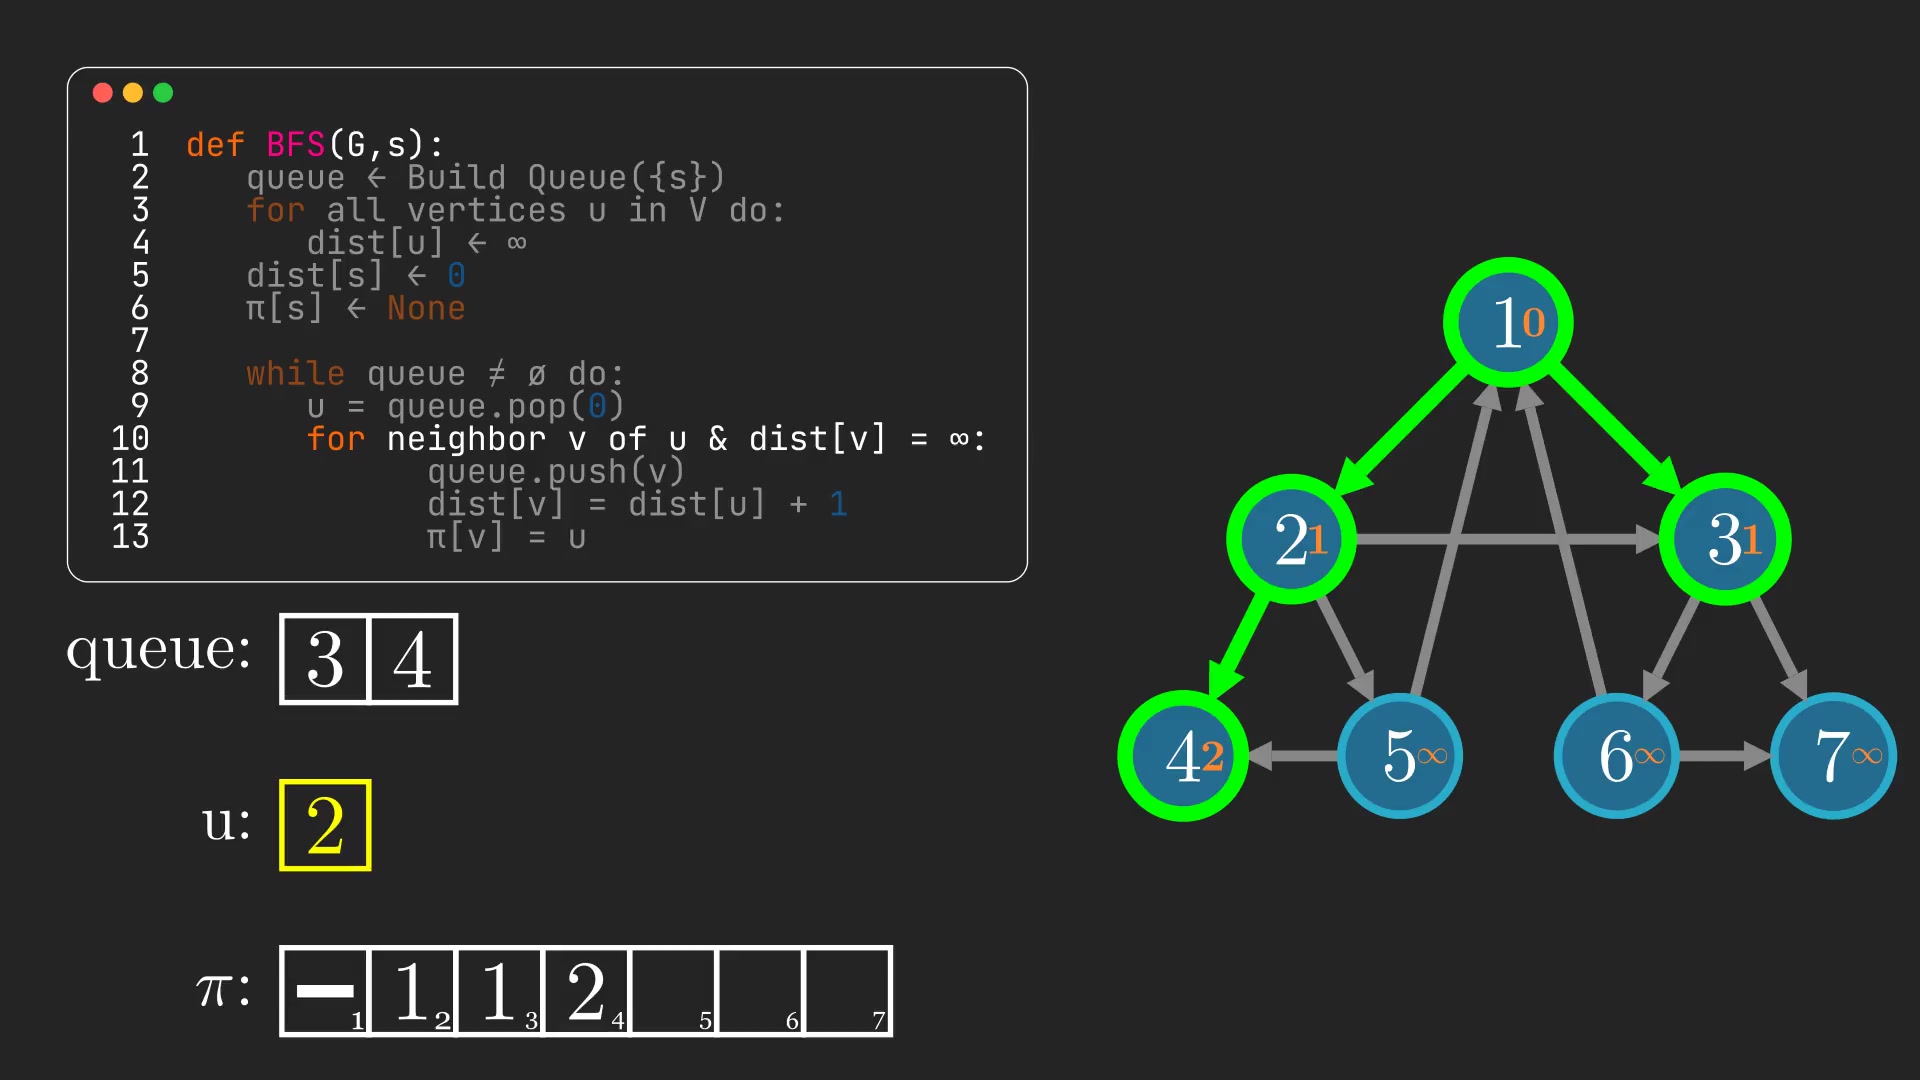 1 def BFS(G,s):
2 queue ← Build Queue({s})
3 for all vertices u in V do:
4 dist[u] ← ∞
5 dist[s] ← 0
6 π[s] ← None
7
8 while queue ≠ ø do:
9 u = queue.pop(0)
10 for neighbor v of u & dist[v] = ∞:
11 queue.push(v)
12 dist[v] = dist[u] + 1
13 π[v] = u
queue: 3 4
u: 2
π: – 1 1 2
1 2 3 4 5 6 7
1 0
2 1 3 1
4 2 5 ∞ 6 ∞ 7 ∞